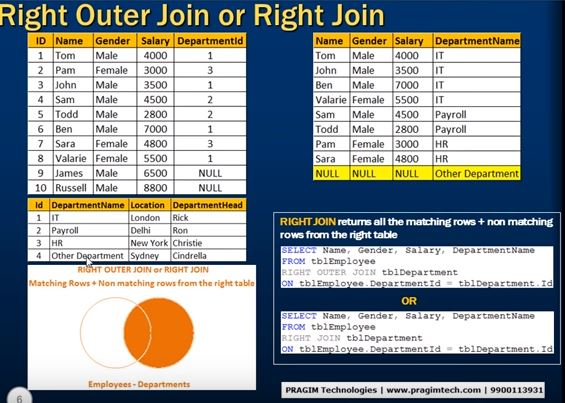 Right Outer Join or Right Join
ID Name Gender Salary DepartmentId
1 Tom Male 4000 1
2 Pam Female 3000 3
3 John Male 3500 1
4 Sam Male 4500 2
5 Todd Male 2800 2
6 Ben Male 7000 1
7 Sara Female 4800 3
8 Valarie Female 5500 1
9 James Male 6500 NULL
10 Russell Male 8800 NULL
Id DepartmentName Location DepartmentHead
1 IT London Rick
2 Payroll Delhi Ron
3 HR New York Christie
4 Other Department Sydney Cindrella
RIGHT OUTER JOIN or RIGHT JOIN
Matching Rows + Non matching rows from the right table
Employees - Departments
Name Gender Salary DepartmentName
Tom Male 4000 IT
John Male 3500 IT
Ben Male 7000 IT
Valarie Female 5500 IT
Sam Male 4500 Payroll
Todd Male 2800 Payroll
Pam Female 3000 HR
Sara Female 4800 HR
NULL NULL NULL Other Department
RIGHT JOIN returns all the matching rows + non matching
rows from the right table
SELECT Name, Gender, Salary, DepartmentName
FROM tblEmployee
RIGHT OUTER JOIN tblDepartment
ON tblEmployee.DepartmentId = tblDepartment.Id
OR
SELECT Name, Gender, Salary, DepartmentName
FROM tblEmployee
RIGHT JOIN tblDepartment
ON tblEmployee.DepartmentId = tblDepartment.Id
6
PRAGIM Technologies | www.pragimtech.com | 9900113931